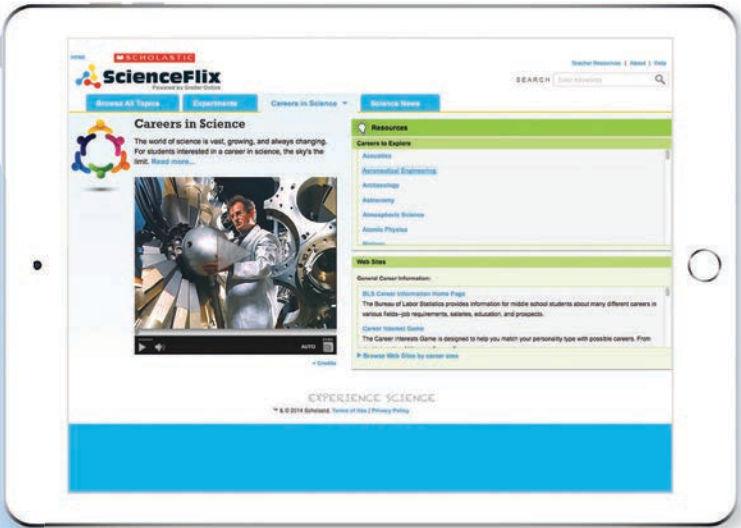 HOME
SCHOLASTIC
ScienceFlix
Powered by Grolier Online
Teacher Resources | About | Help
SEARCH Enter keyword(s)
Browse All Topics Experiments Careers in Science Science News
Careers in Science
The world of science is vast, growing, and always changing.
For students interested in a career in science, the sky's the
limit. Read more...
AUTO
+ Credits
Resources
Careers to Explore
Acoustics
Aeronautical Engineering
Archaeology
Astronomy
Atmospheric Science
Atomic Physics
Biology
Web Sites
General Career Information:
BLS Career Information Home Page
The Bureau of Labor Statistics provides information for middle school students about many different careers in
various fields–job requirements, salaries, education, and prospects.
Career Interest Game
The Career Interests Game is designed to help you match your personality type with possible careers. From
Browse Web Sites by career area
EXPERIENCE SCIENCE
™ & © 2014 Scholastic. Terms of Use | Privacy Policy